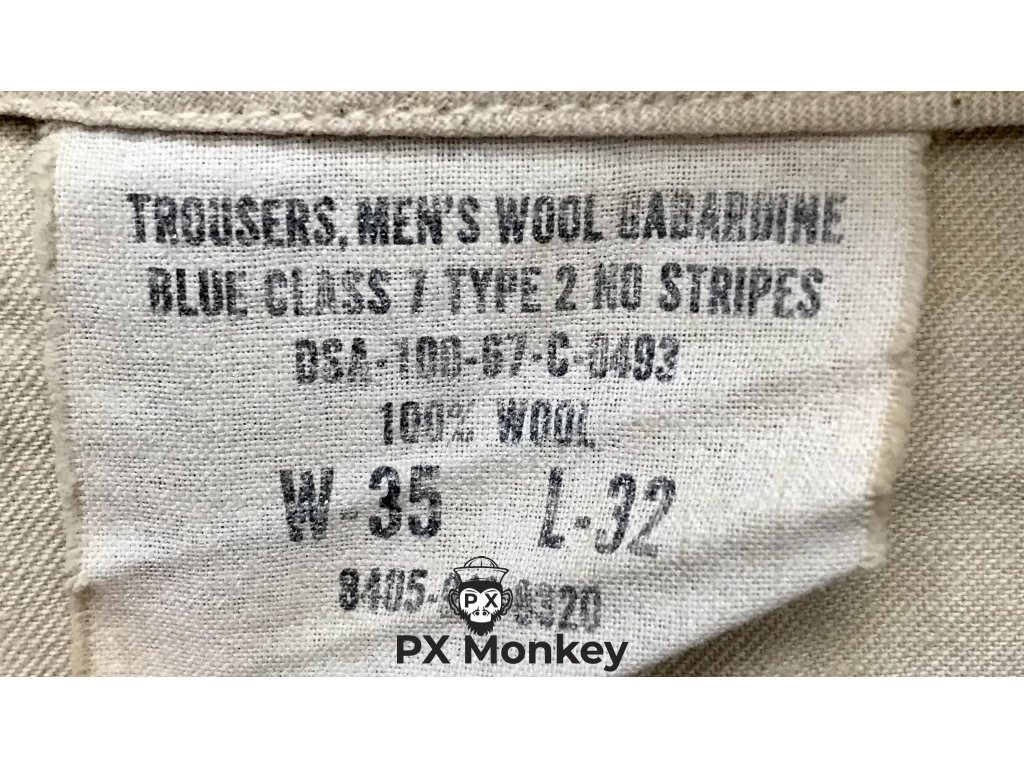 TROUSERS, MEN'S WOOL GABARDINE
BLUE CLASS 7 TYPE 2 NO STRIPES
DSA-100-67-C-0493
100% WOOL
W-35 L-32
PX
PX Monkey